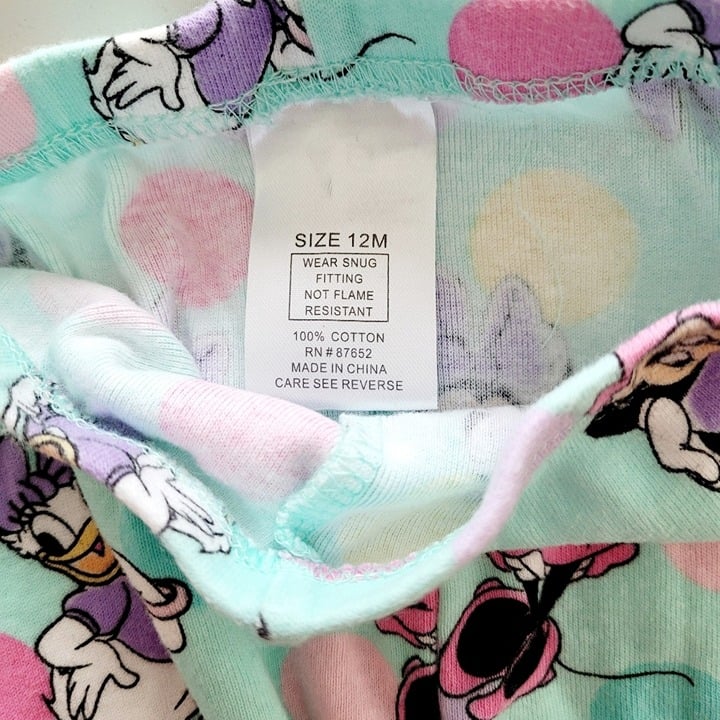 SIZE 12M
WEAR SNUG
FITTING
NOT FLAME
RESISTANT
100% COTTON
RN # 87652
MADE IN CHINA
CARE SEE REVERSE